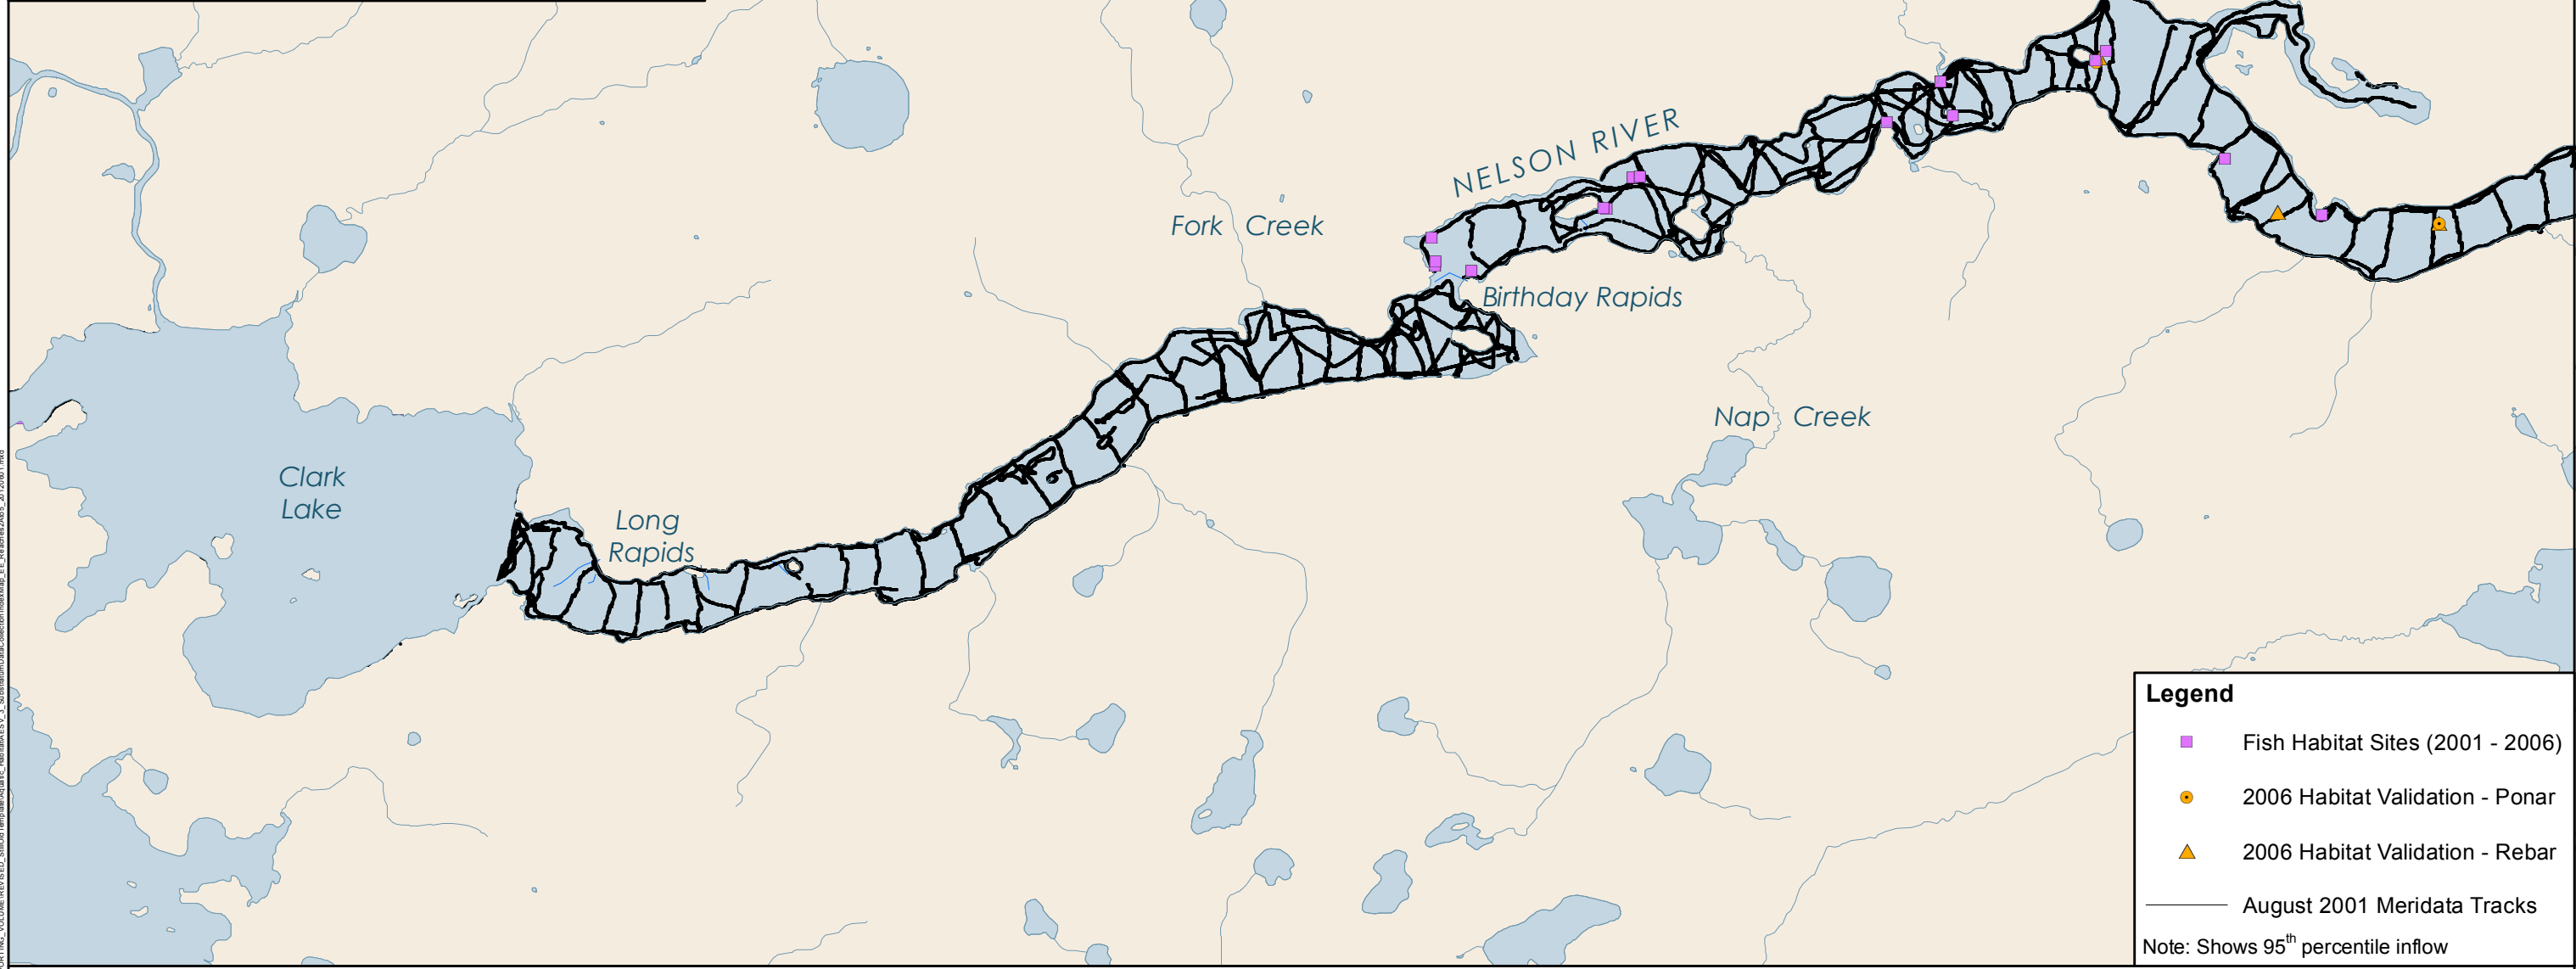 NELSON RIVER
Fork Creek
Birthday Rapids
Nap Creek
Clark
Lake
Long
Rapids
Legend
Fish Habitat Sites (2001 - 2006)
2006 Habitat Validation - Ponar
2006 Habitat Validation - Rebar
August 2001 Meridata Tracks
Note: Shows 95th percentile inflow